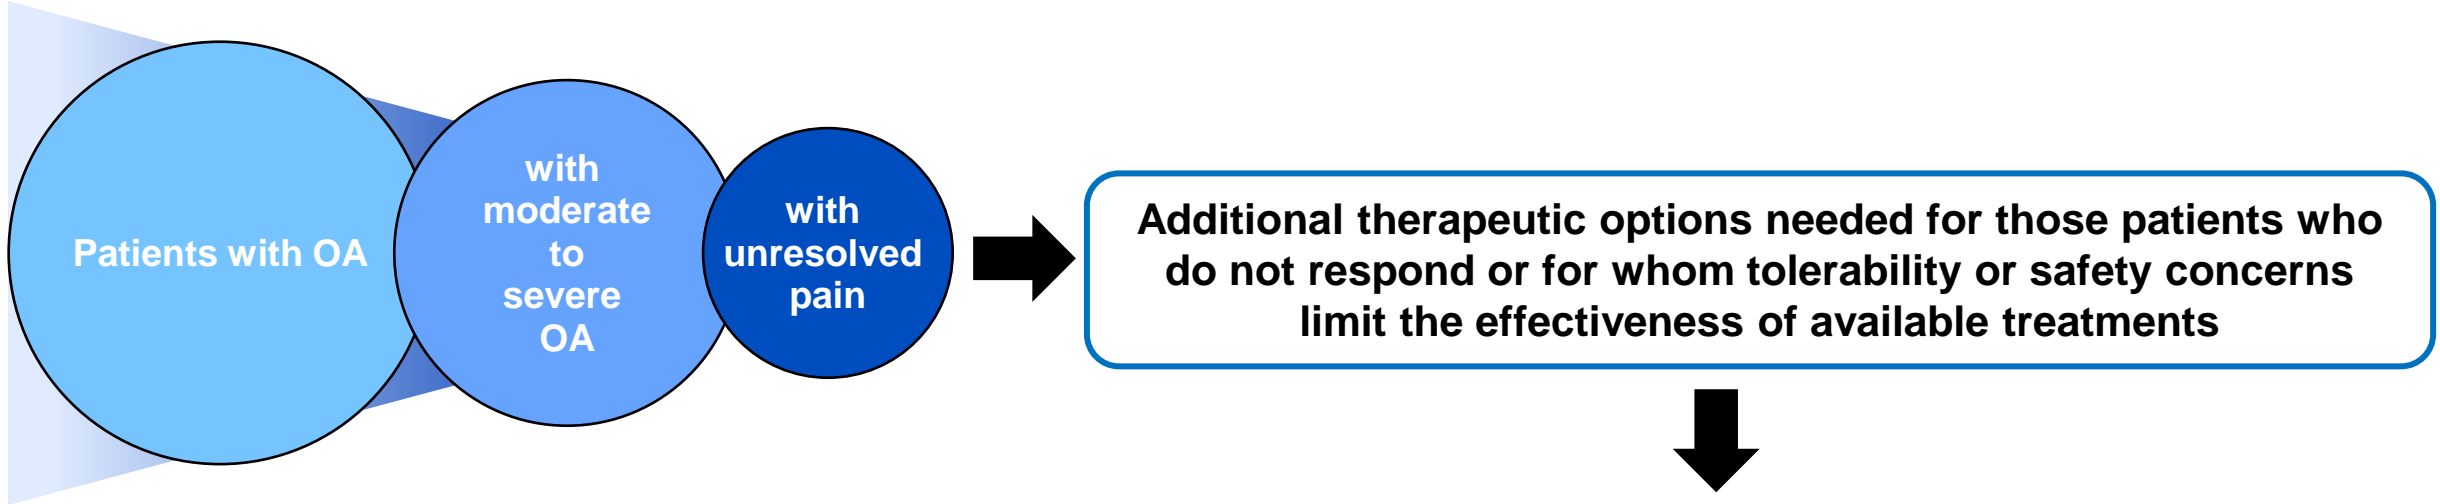 Patients with OA
with
moderate
to
severe
OA
with
unresolved
pain
Additional therapeutic options needed for those patients who
do not respond or for whom tolerability or safety concerns
limit the effectiveness of available treatments